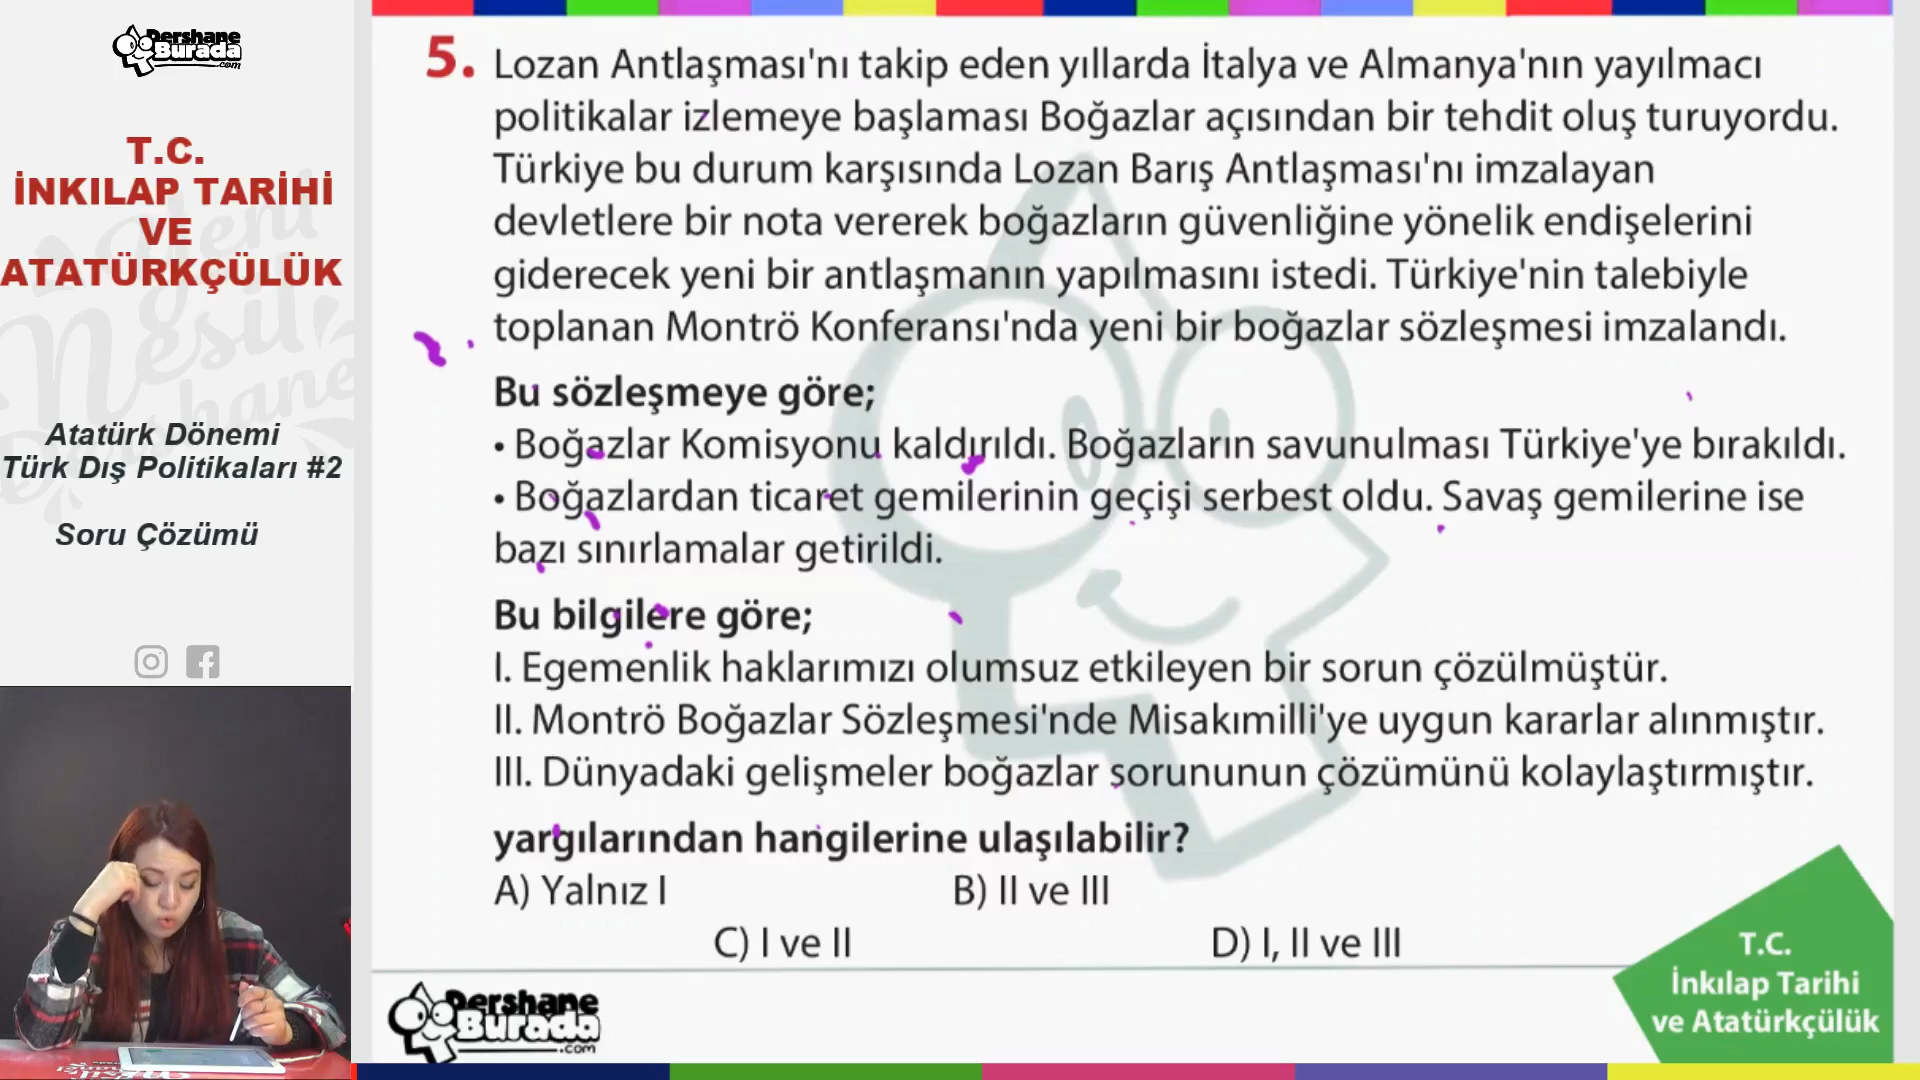 Dershane
Burada
.com
T.C.
İNKILAP TARİHİ
VE
ATATÜRKÇÜLÜK
Atatürk Dönemi
Türk Dış Politikaları #2
Soru Çözümü
5. Lozan Antlaşması'nı takip eden yıllarda İtalya ve Almanya'nın yayılmacı
politikalar izlemeye başlaması Boğazlar açısından bir tehdit oluş turuyordu.
Türkiye bu durum karşısında Lozan Barış Antlaşması'nı imzalayan
devletlere bir nota vererek boğazların güvenliğine yönelik endişelerini
giderecek yeni bir antlaşmanın yapılmasını istedi. Türkiye'nin talebiyle
toplanan Montrö Konferansı'nda yeni bir boğazlar sözleşmesi imzalandı.
Bu sözleşmeye göre;
• Boğazlar Komisyonu kaldırıldı. Boğazların savunulması Türkiye'ye bırakıldı.
• Boğazlardan ticaret gemilerinin geçişi serbest oldu. Savaş gemilerine ise
bazı sınırlamalar getirildi.
Bu bilgilere göre;
I. Egemenlik haklarımızı olumsuz etkileyen bir sorun çözülmüştür.
II. Montrö Boğazlar Sözleşmesi'nde Misakımilli'ye uygun kararlar alınmıştır.
III. Dünyadaki gelişmeler boğazlar sorununun çözümünü kolaylaştırmıştır.
yargılarından hangilerine ulaşılabilir?
A) Yalnız I B) II ve III
C) I ve II D) I, II ve III
Dershane
Burada
.com
T.C.
İnkılap Tarihi
ve Atatürkçülük
Yeni
Nesil
Dershane